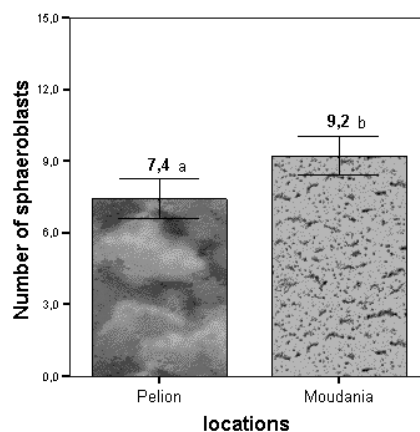 Number of sphaeroblasts
15,0
12,0
9,0
6,0
3,0
0,0
7,4 a
9,2 b
Pelion
Moudania
locations